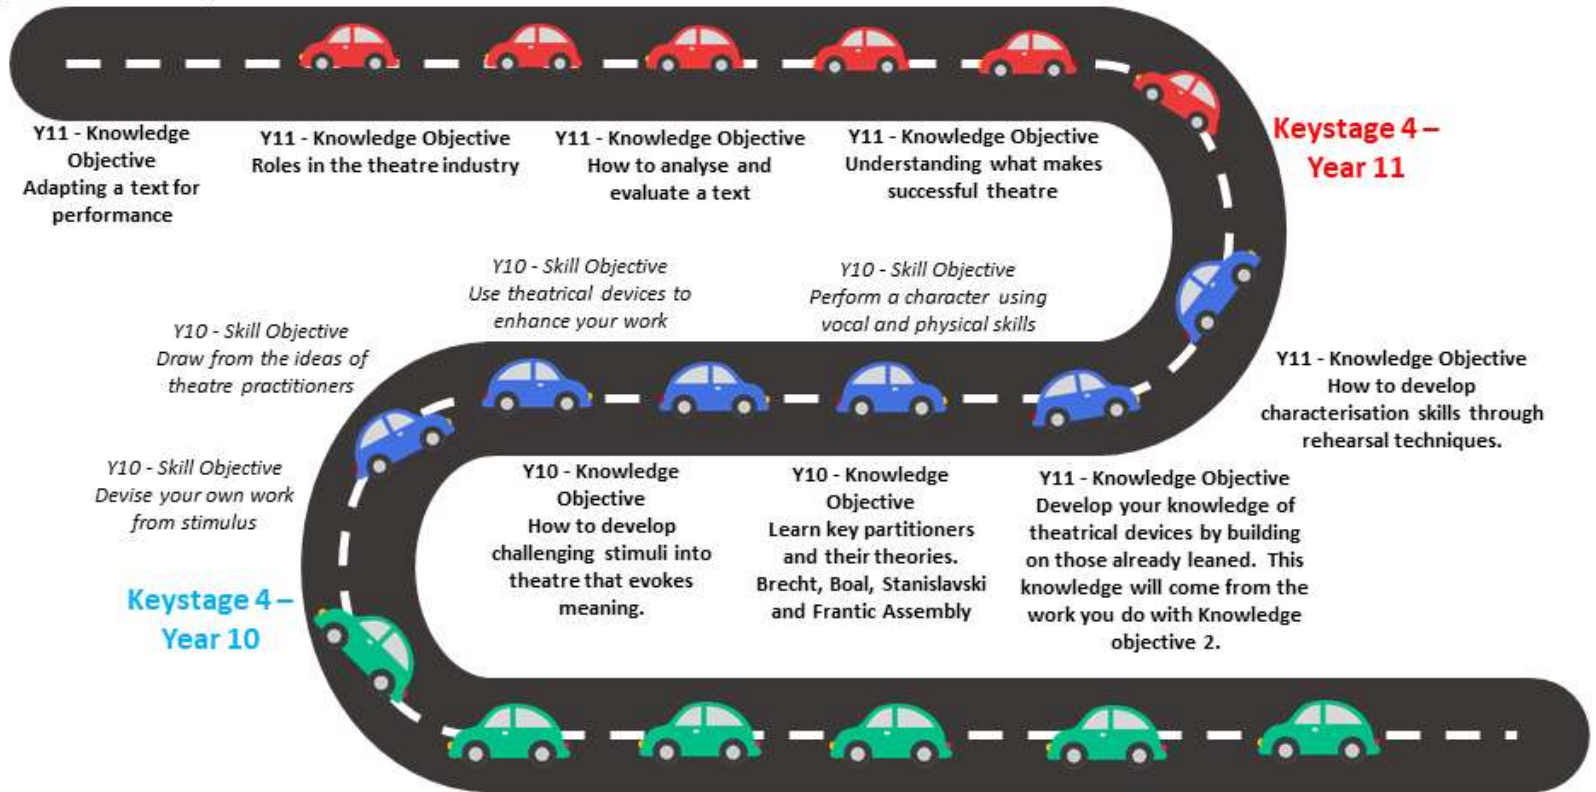 Y11 - Knowledge
Objective
Adapting a text for
performance
Y11 - Knowledge Objective
Roles in the theatre industry
Y11 - Knowledge Objective
How to analyse and
evaluate a text
Y11 - Knowledge Objective
Understanding what makes
successful theatre
Keystage 4 –
Year 11
Y10 - Skill Objective
Draw from the ideas of
theatre practitioners
Y10 - Skill Objective
Use theatrical devices to
enhance your work
Y10 - Skill Objective
Perform a character using
vocal and physical skills
Y11 - Knowledge Objective
How to develop
characterisation skills through
rehearsal techniques.
Y10 - Skill Objective
Devise your own work
from stimulus
Y10 - Knowledge
Objective
How to develop
challenging stimuli into
theatre that evokes
meaning.
Y10 - Knowledge
Objective
Learn key partitioners
and their theories.
Brecht, Boal, Stanislavski
and Frantic Assembly
Y11 - Knowledge Objective
Develop your knowledge of
theatrical devices by building
on those already leaned. This
knowledge will come from the
work you do with Knowledge
objective 2.
Keystage 4 –
Year 10